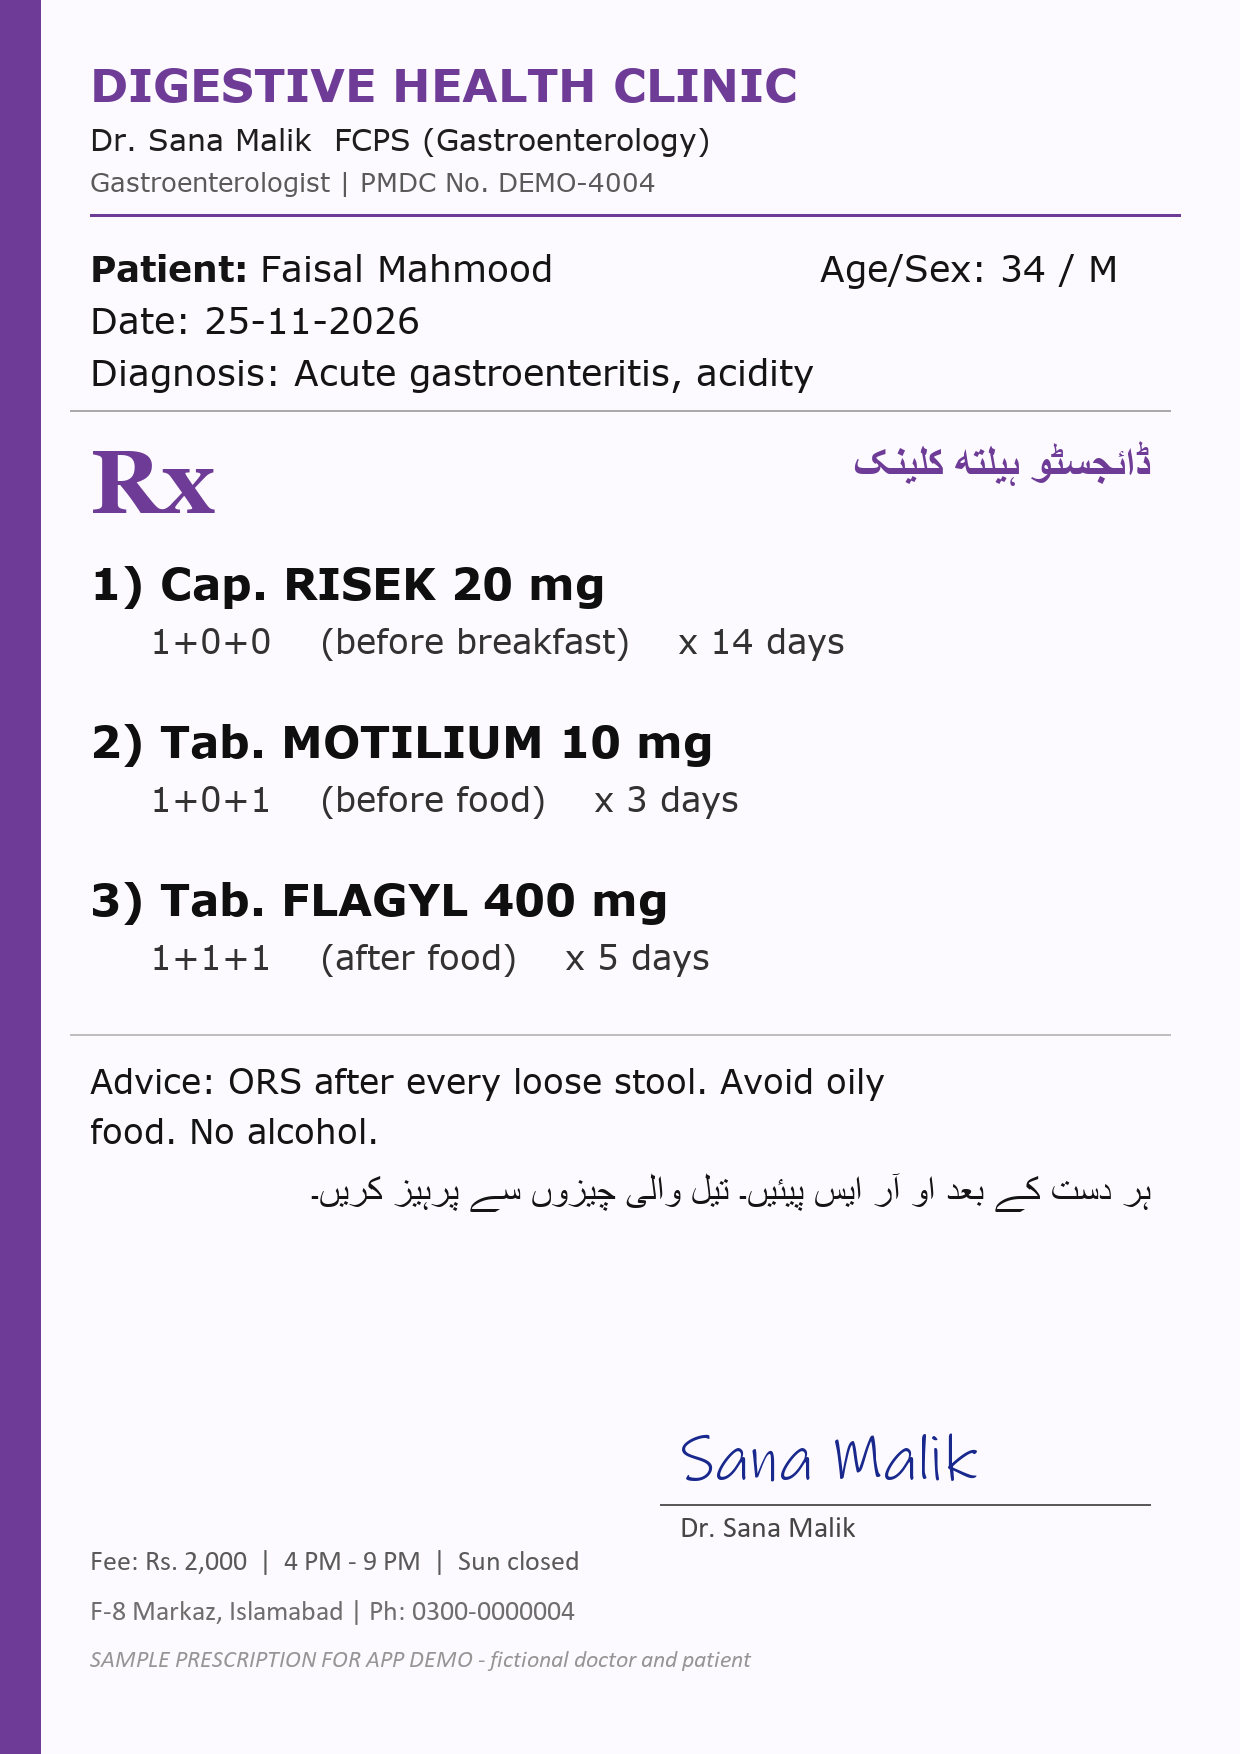 DIGESTIVE HEALTH CLINIC
Dr. Sana Malik FCPS (Gastroenterology)
Gastroenterologist | PMDC No. DEMO-4004
Patient: Faisal Mahmood Age/Sex: 34 / M
Date: 25-11-2026
Diagnosis: Acute gastroenteritis, acidity
Rx ڈائجسٹو ہیلتھ کلینک
1) Cap. RISEK 20 mg
1+0+0 (before breakfast) x 14 days
2) Tab. MOTILIUM 10 mg
1+0+1 (before food) x 3 days
3) Tab. FLAGYL 400 mg
1+1+1 (after food) x 5 days
Advice: ORS after every loose stool. Avoid oily
food. No alcohol.
ہر دست کے بعد او آر ایس پیئیں۔ تیل والی چیزوں سے پرہیز کریں۔
Sana Malik
Dr. Sana Malik
Fee: Rs. 2,000 | 4 PM - 9 PM | Sun closed
F-8 Markaz, Islamabad | Ph: 0300-0000004
SAMPLE PRESCRIPTION FOR APP DEMO - fictional doctor and patient